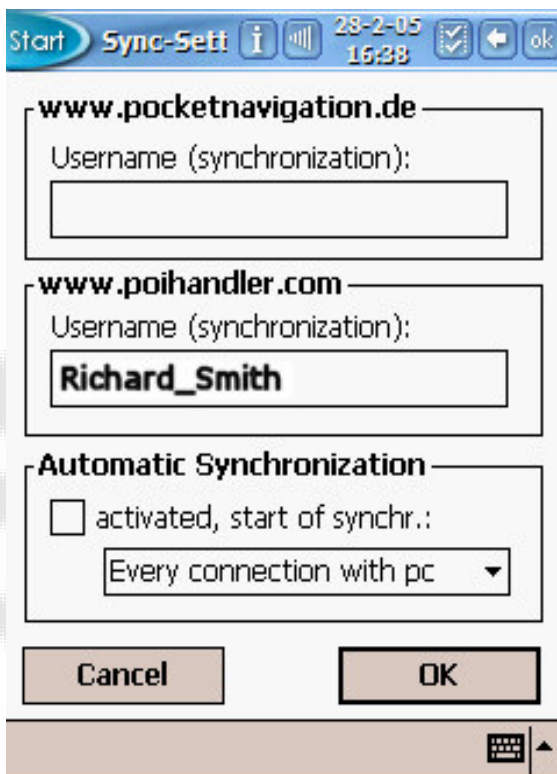 Start Sync-Sett 28-2-05 ok
16:38
www.pocketnavigation.de
Username (synchronization):
www.poihandler.com
Username (synchronization):
Richard_Smith
Automatic Synchronization
activated, start of synchr.:
Every connection with pc
Cancel OK